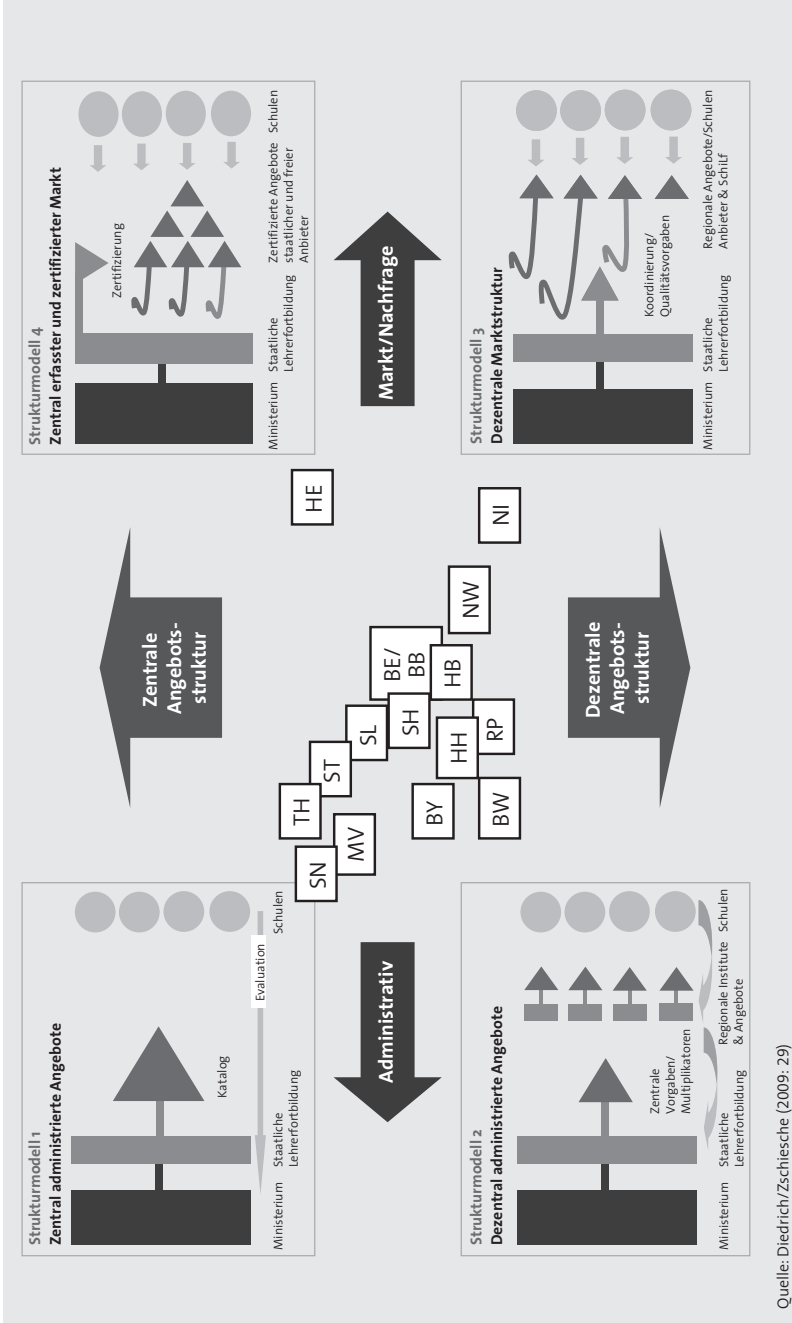 Strukturmodell 1
Zentral administrierte Angebote
Katalog
Evaluation
Ministerium
Staatliche
Lehrerfortbildung
Schulen
Zentrale
Angebots-
struktur
Strukturmodell 4
Zentral erfasster und zertifizierter Markt
Zertifizierung
Ministerium
Staatliche
Lehrerfortbildung
Zertifizierte Angebote
staatlicher und freier
Anbieter
Schulen
Administrativ
SN
TH
MV
ST
SL
BY
SH
BE/
BB
HH
HB
BW
RP
NW
HE
NI
Markt/Nachfrage
Strukturmodell 2
Dezentral administrierte Angebote
Zentrale
Vorgaben/
Multiplikatoren
Ministerium
Staatliche
Lehrerfortbildung
Regionale Institute
& Angebote
Schulen
Dezentrale
Angebots-
struktur
Strukturmodell 3
Dezentrale Marktstruktur
Koordinierung/
Qualitätsvorgaben
Ministerium
Staatliche
Lehrerfortbildung
Regionale Angebote/Schulen
Anbieter & SchiLf
Quelle: Diedrich/Zschiesche (2009: 29)